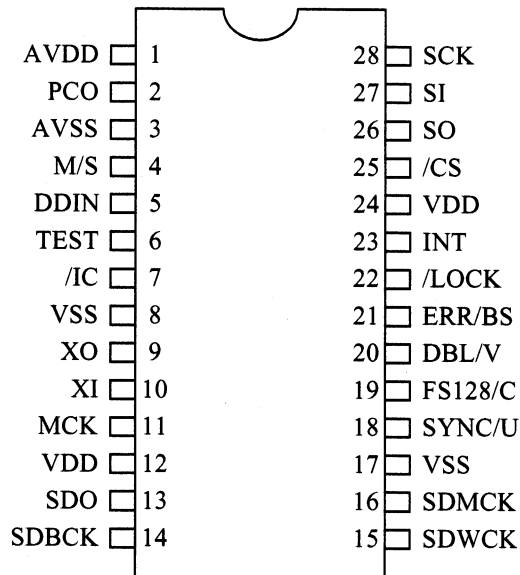 AVDD 1 28 SCK
PCO 2 27 SI
AVSS 3 26 SO
M/S 4 25 /CS
DDIN 5 24 VDD
TEST 6 23 INT
/IC 7 22 /LOCK
VSS 8 21 ERR/BS
XO 9 20 DBL/V
XI 10 19 FS128/C
MCK 11 18 SYNC/U
VDD 12 17 VSS
SDO 13 16 SDMCK
SDBCK 14 15 SDWCK